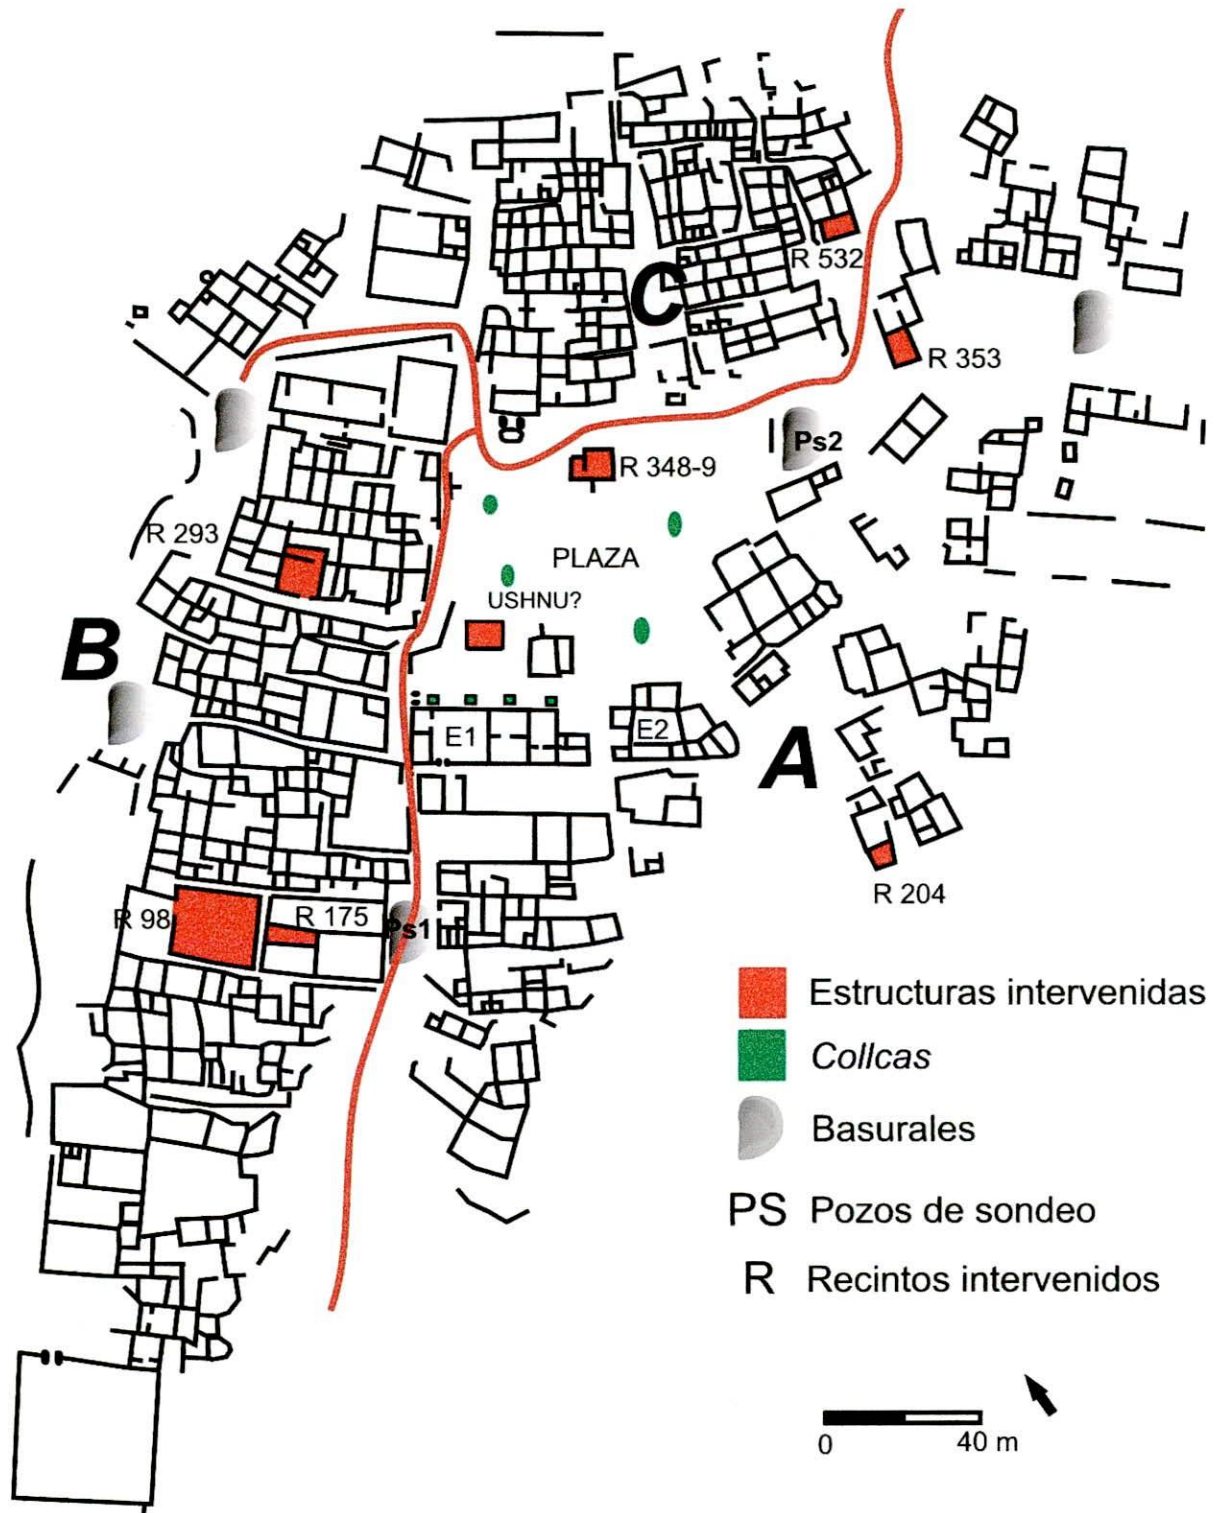 R 532
C
R 353
Ps2
R 348-9
R 293
PLAZA
USHNU?
B
E1
E2
A
R 204
R 98
R 175
Ps1
Estructuras intervenidas
Collcas
Basurales
PS Pozos de sondeo
R Recintos intervenidos
0 40 m